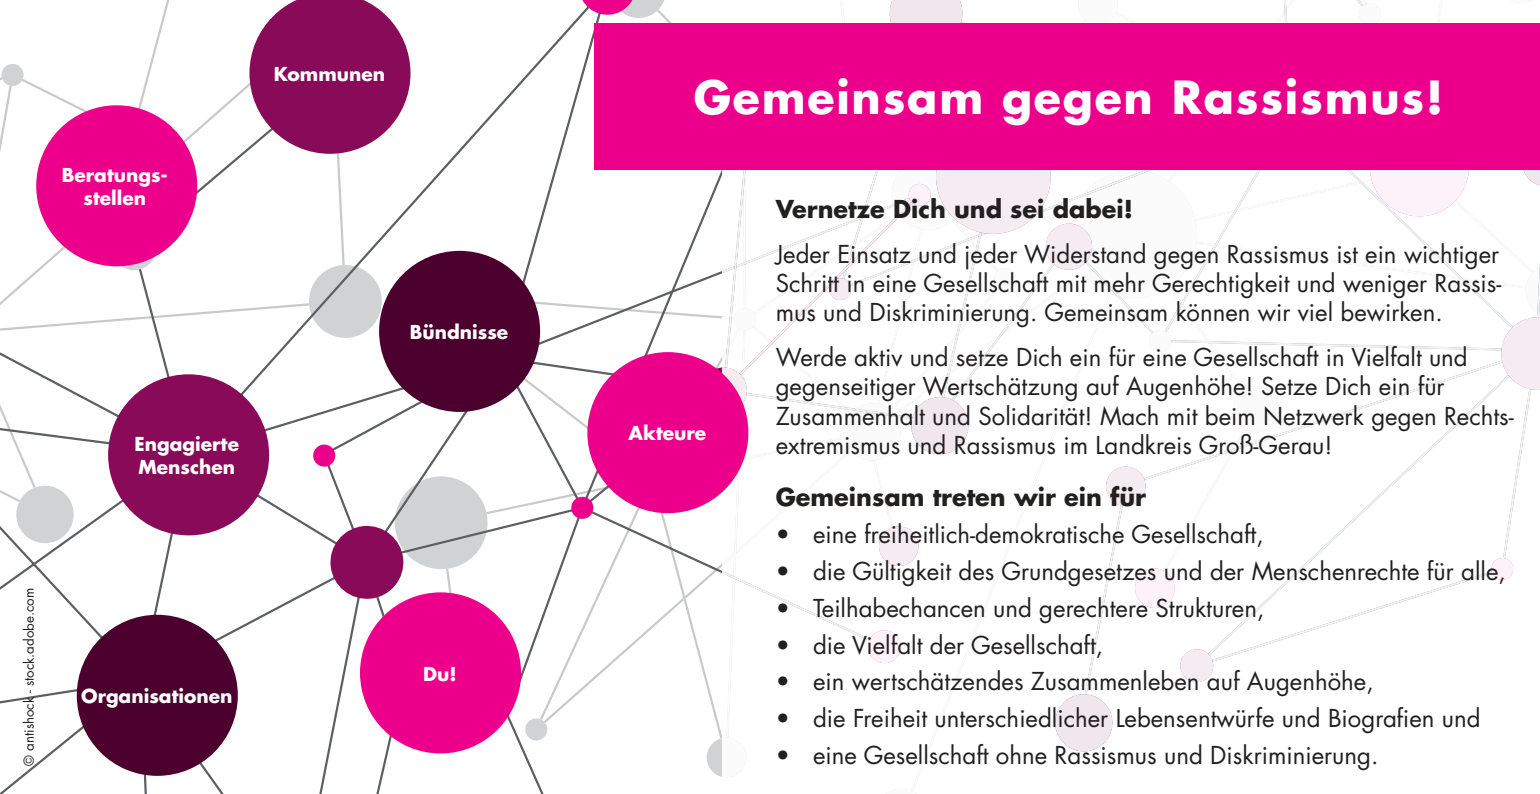 Kommunen
Beratungs-
stellen
Bündnisse
Akteure
Engagierte
Menschen
Organisationen
Du!
© antishock - stock.adobe.com
Gemeinsam gegen Rassismus!
Vernetze Dich und sei dabei!
Jeder Einsatz und jeder Widerstand gegen Rassismus ist ein wichtiger
Schritt in eine Gesellschaft mit mehr Gerechtigkeit und weniger Rassis-
mus und Diskriminierung. Gemeinsam können wir viel bewirken.
Werde aktiv und setze Dich ein für eine Gesellschaft in Vielfalt und
gegenseitiger Wertschätzung auf Augenhöhe! Setze Dich ein für
Zusammenhalt und Solidarität! Mach mit beim Netzwerk gegen Rechts-
extremismus und Rassismus im Landkreis Groß-Gerau!
Gemeinsam treten wir ein für
• eine freiheitlich-demokratische Gesellschaft,
• die Gültigkeit des Grundgesetzes und der Menschenrechte für alle,
• Teilhabechancen und gerechtere Strukturen,
• die Vielfalt der Gesellschaft,
• ein wertschätzendes Zusammenleben auf Augenhöhe,
• die Freiheit unterschiedlicher Lebensentwürfe und Biografien und
• eine Gesellschaft ohne Rassismus und Diskriminierung.